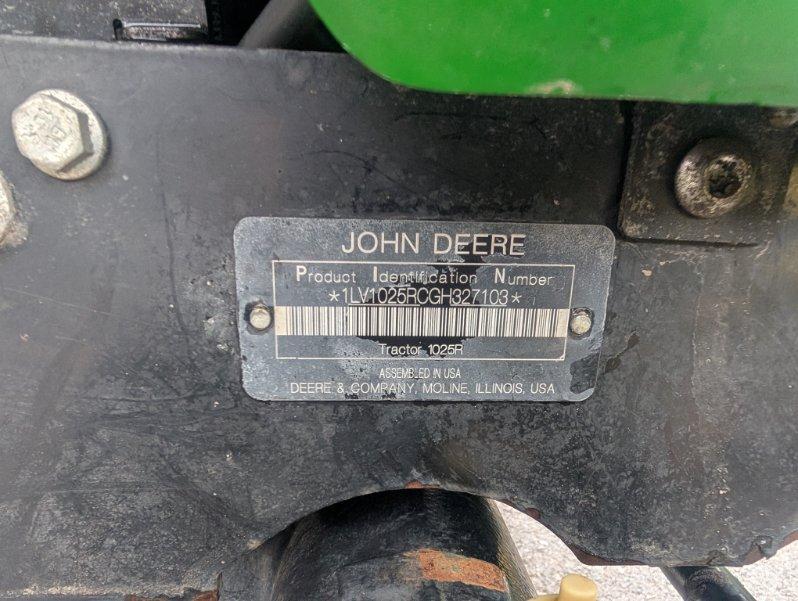 JOHN DEERE
Product Identification Number
*1LV1025RCGH327103*
Tractor 1025R
ASSEMBLED IN USA
DEERE & COMPANY, MOLINE, ILLINOIS, USA